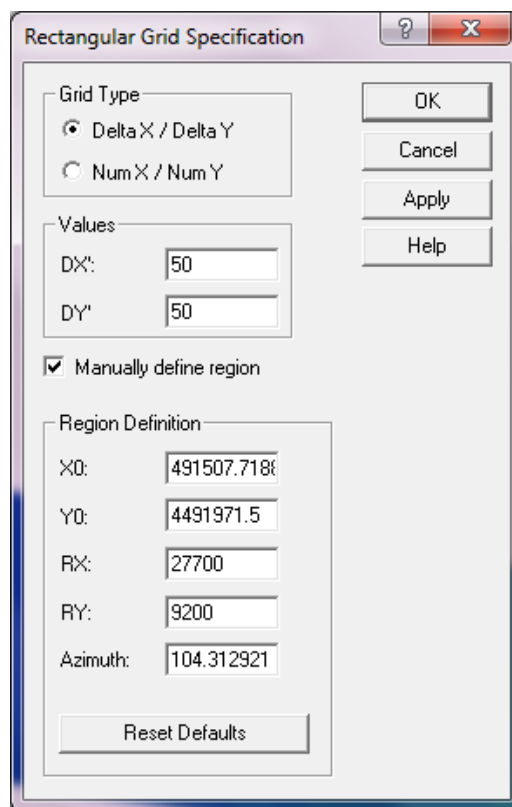 Rectangular Grid Specification
Grid Type
Delta X / Delta Y
Num X / Num Y
OK
Cancel
Apply
Help
Values
DX':
50
DY'
50
Manually define region
Region Definition
X0:
491507.718
Y0:
4491971.5
RX:
27700
RY:
9200
Azimuth:
104.312921
Reset Defaults